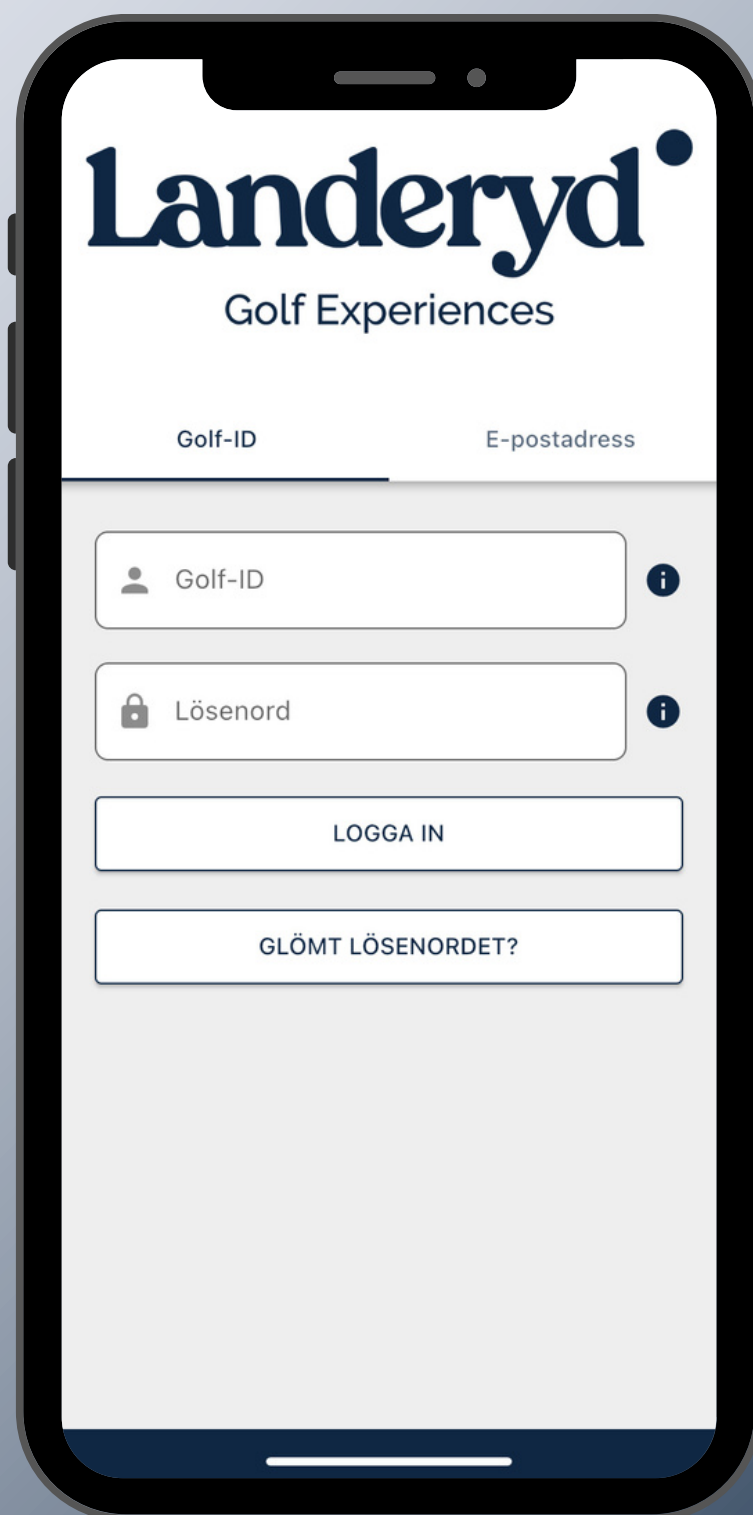 Landeryd
Golf Experiences
Golf-ID
E-postadress
Golf-ID
Lösenord
LOGGA IN
GLÖMT LÖSENORDET?